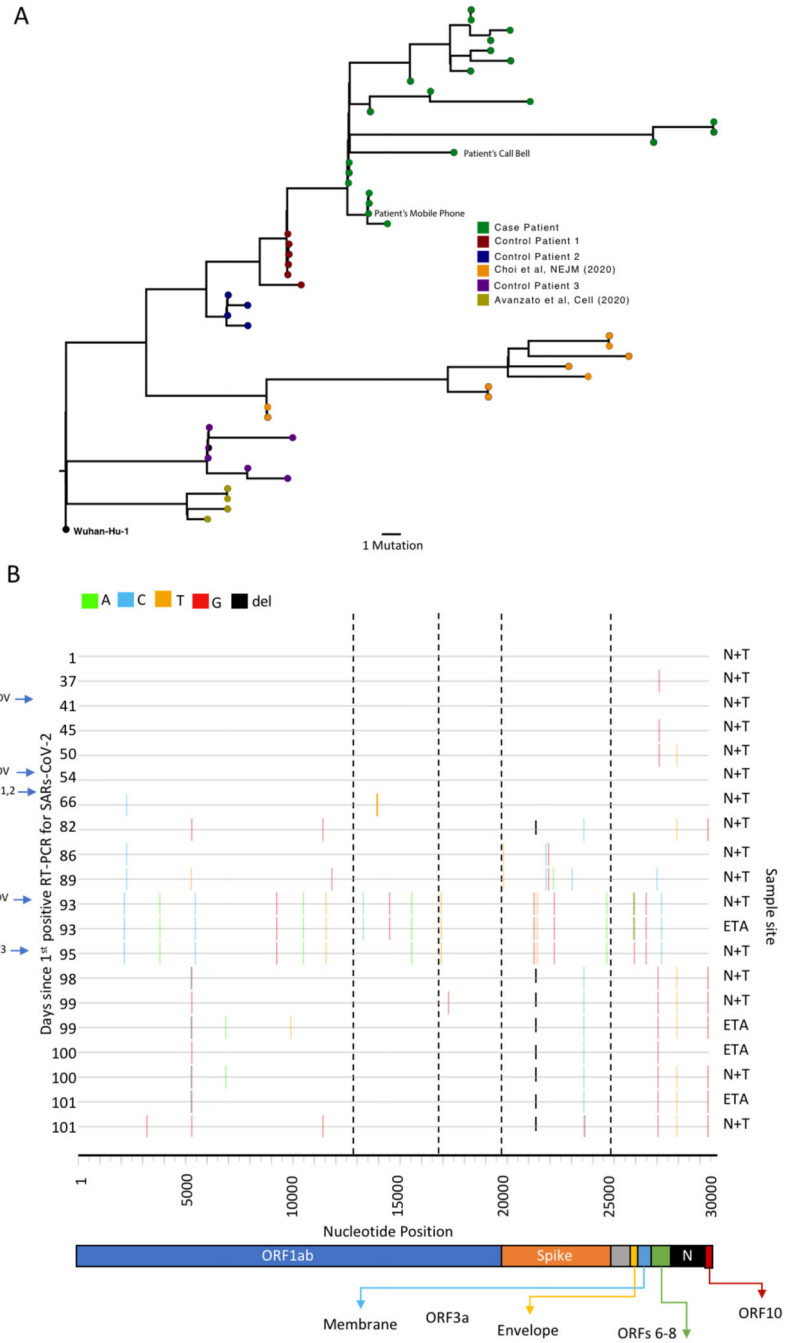 A
Patient's Call Bell
Patient's Mobile Phone
Case Patient
Control Patient 1
Control Patient 2
Choi et al, NEJM (2020)
Control Patient 3
Avanzato et al, Cell (2020)
Wuhan-Hu-1
1 Mutation
B
A C T G del
1 N+T
37 N+T
41 N+T
45 N+T
50 N+T
54 N+T
1,2
66 N+T
82 N+T
86 N+T
89 N+T
93 N+T
93 ETA
3
95 N+T
98 N+T
99 N+T
99 ETA
100 ETA
100 N+T
101 ETA
101 N+T
Days since 1st positive RT-PCR for SARs-CoV-2
Sample site
1 5000 10000 15000 20000 25000 30000
Nucleotide Position
ORF1ab Spike N
Membrane ORF3a Envelope ORFs 6-8 ORF10